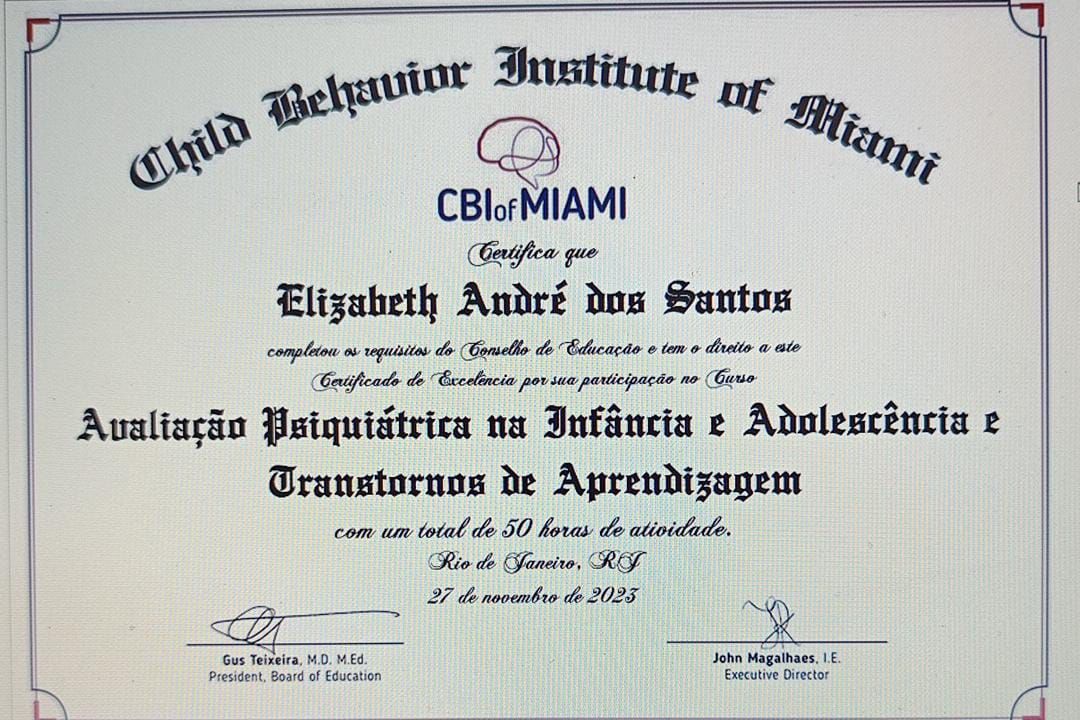 Child Behavior Institute of Miami
CBIofMIAMI
Certifica que
Elizabeth André dos Santos
completou os requisitos do Conselho de Educação e tem o direito a este
Certificado de Excelência por sua participação no Curso
Avaliação Psiquiátrica na Infância e Adolescência e
Transtornos de Aprendizagem
com um total de 50 horas de atividade.
Rio de Janeiro, RJ
27 de novembro de 2023
Gus Teixeira, M.D. M.Ed.
President, Board of Education
John Magalhaes, I.E.
Executive Director